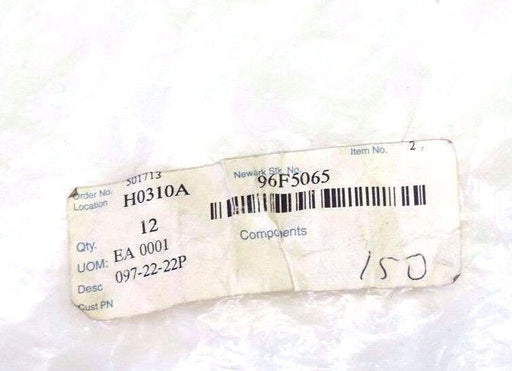 Order No. 501713
Location H0310A
Newark Stk. No. 96F5065
Item No. 2
Qty. 12
UOM: EA 0001
Components
Desc 097-22-22P
Cust PN
150